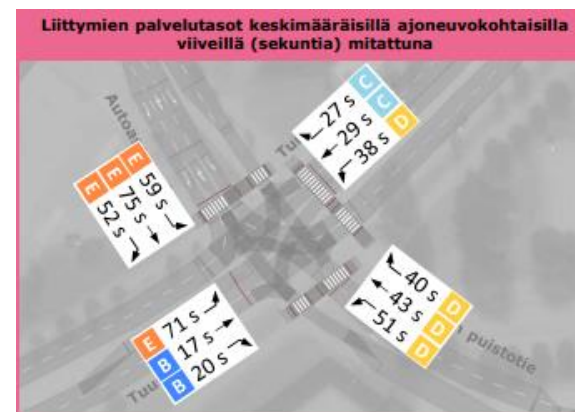 Liittymien palvelutasot keskimääräisillä ajoneuvokohtaisilla
viiveillä (sekuntia) mitattuna
27 s C
29 s C
38 s D
E 59 s
E 75 s
E 52 s
40 s D
43 s D
51 s D
E 71 s
B 17 s
B 20 s
puistotie